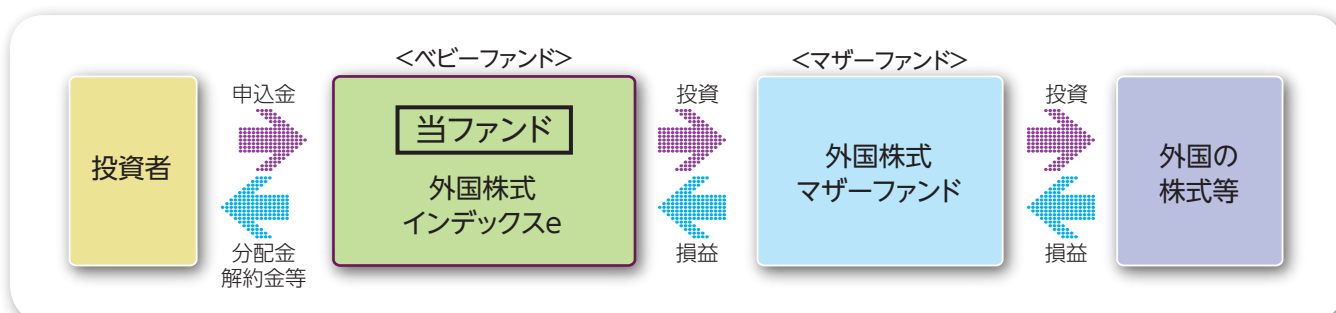 投資者
申込金
分配金
解約金等
<ベビーファンド>
当ファンド
外国株式
インデックスe
投資
損益
<マザーファンド>
外国株式
マザーファンド
投資
損益
外国の
株式等